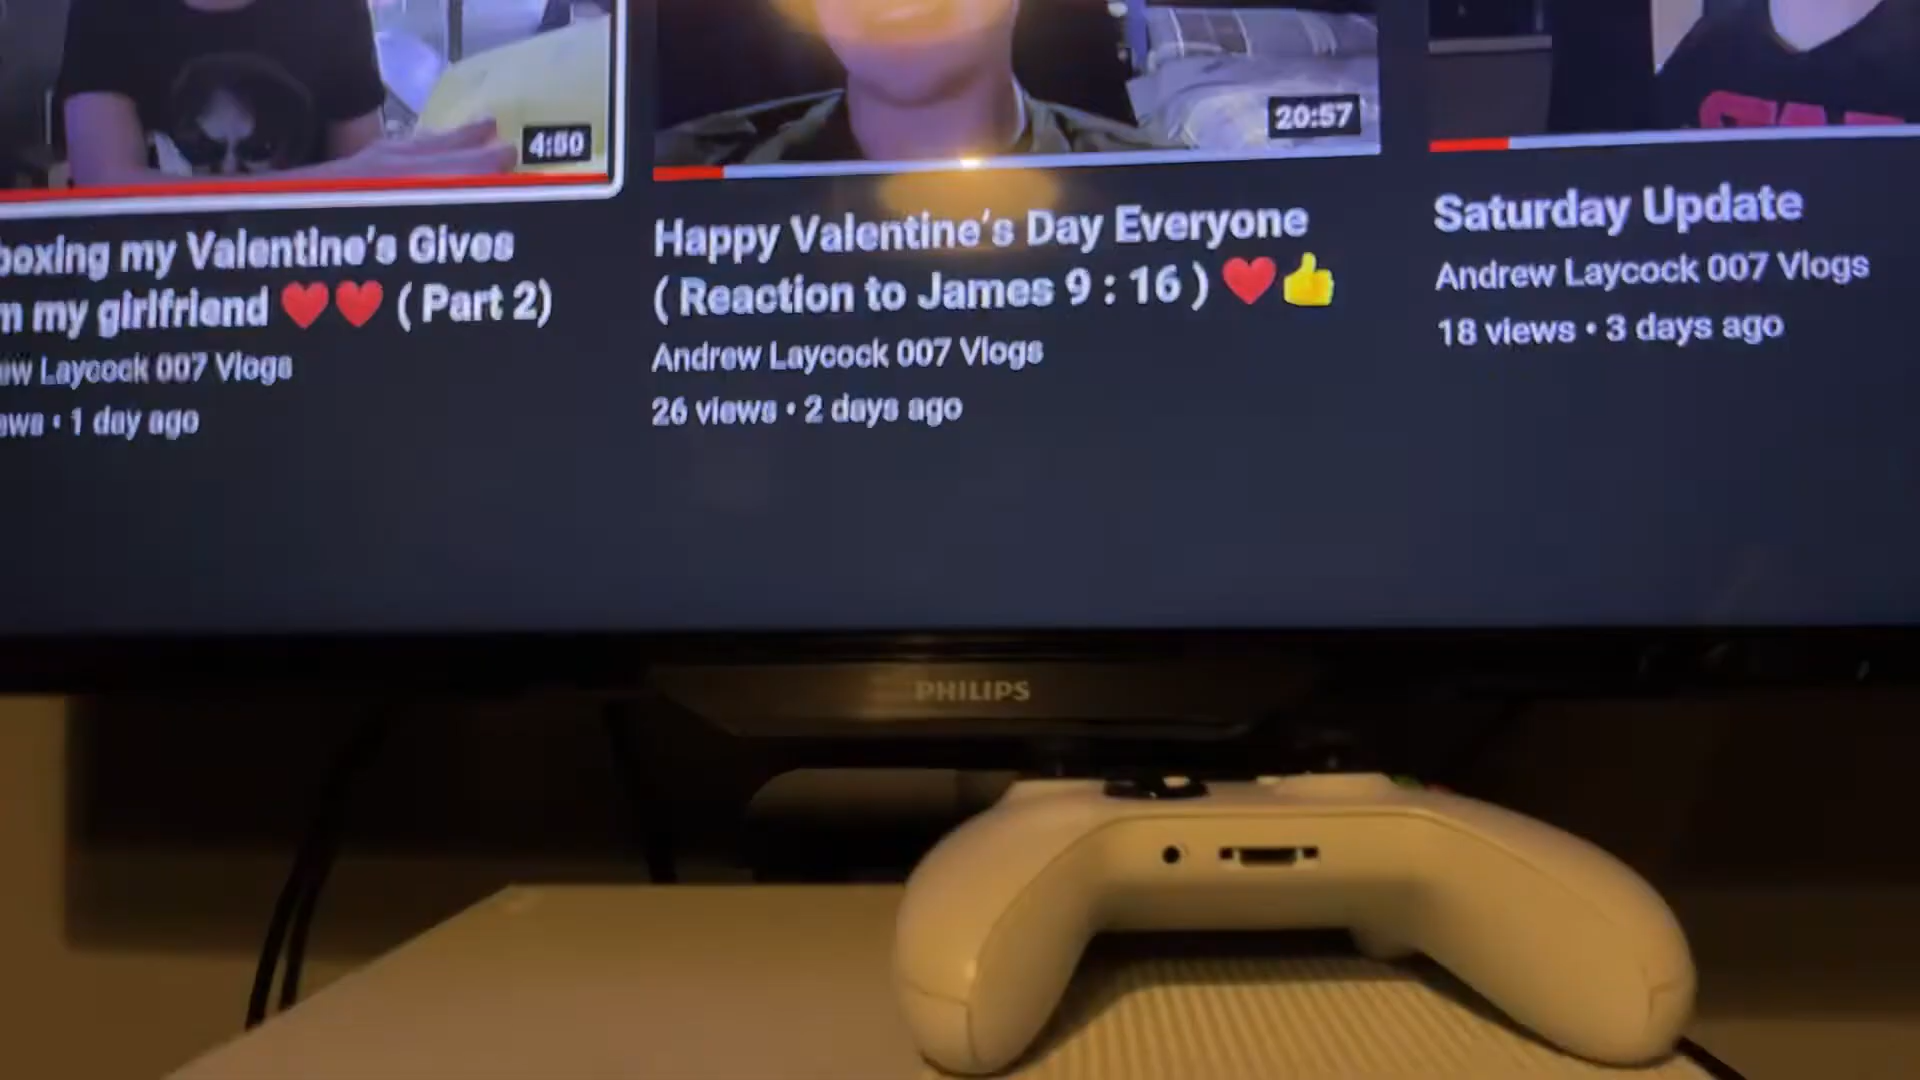 4:50
boxing my Valentine's Gives
my girlfriend ❤️❤️ ( Part 2)
Laycock 007 Vlogs
• 1 day ago
20:57
Happy Valentine's Day Everyone
( Reaction to James 9 : 16 ) ❤️👍
Andrew Laycock 007 Vlogs
26 views • 2 days ago
Saturday Update
Andrew Laycock 007 Vlogs
18 views • 3 days ago
PHILIPS